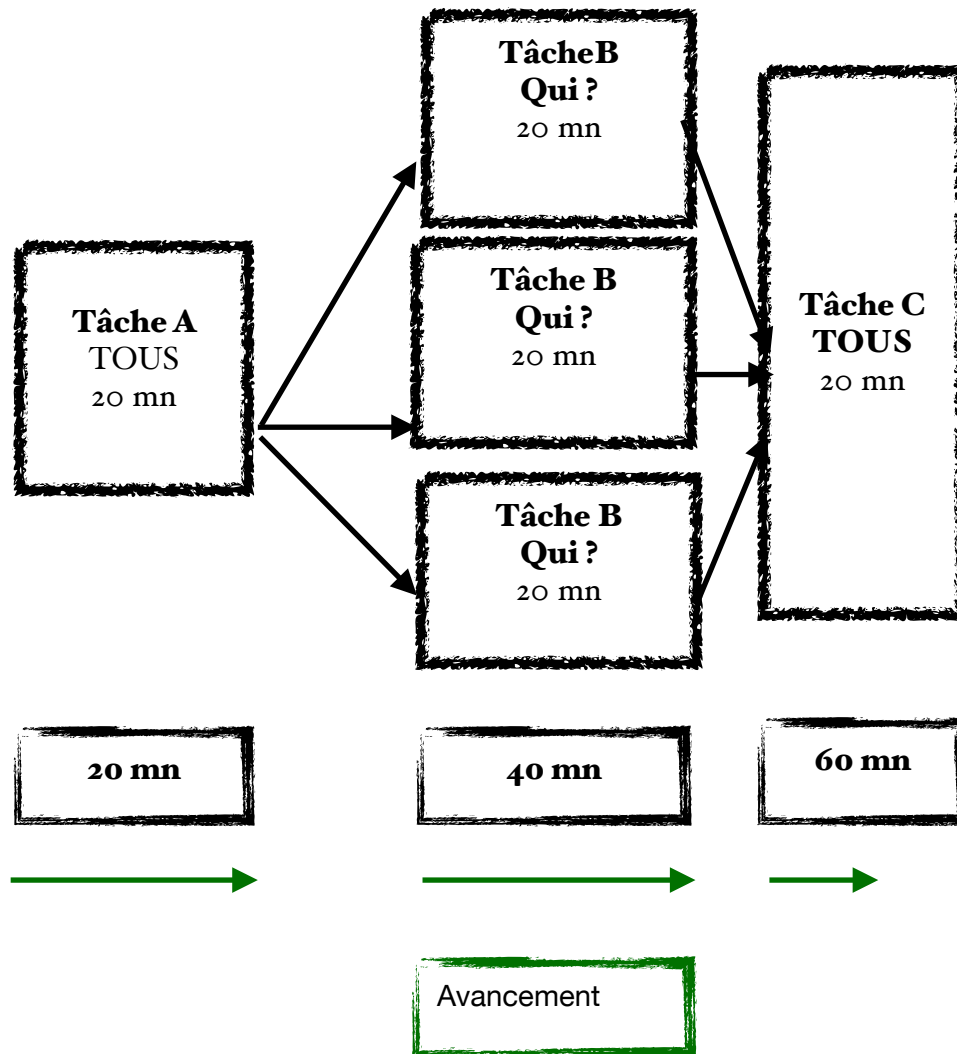 Tâche A
TOUS
20 mn
TâcheB
Qui ?
20 mn
Tâche B
Qui ?
20 mn
Tâche B
Qui ?
20 mn
Tâche C
TOUS
20 mn
20 mn
40 mn
60 mn
Avancement